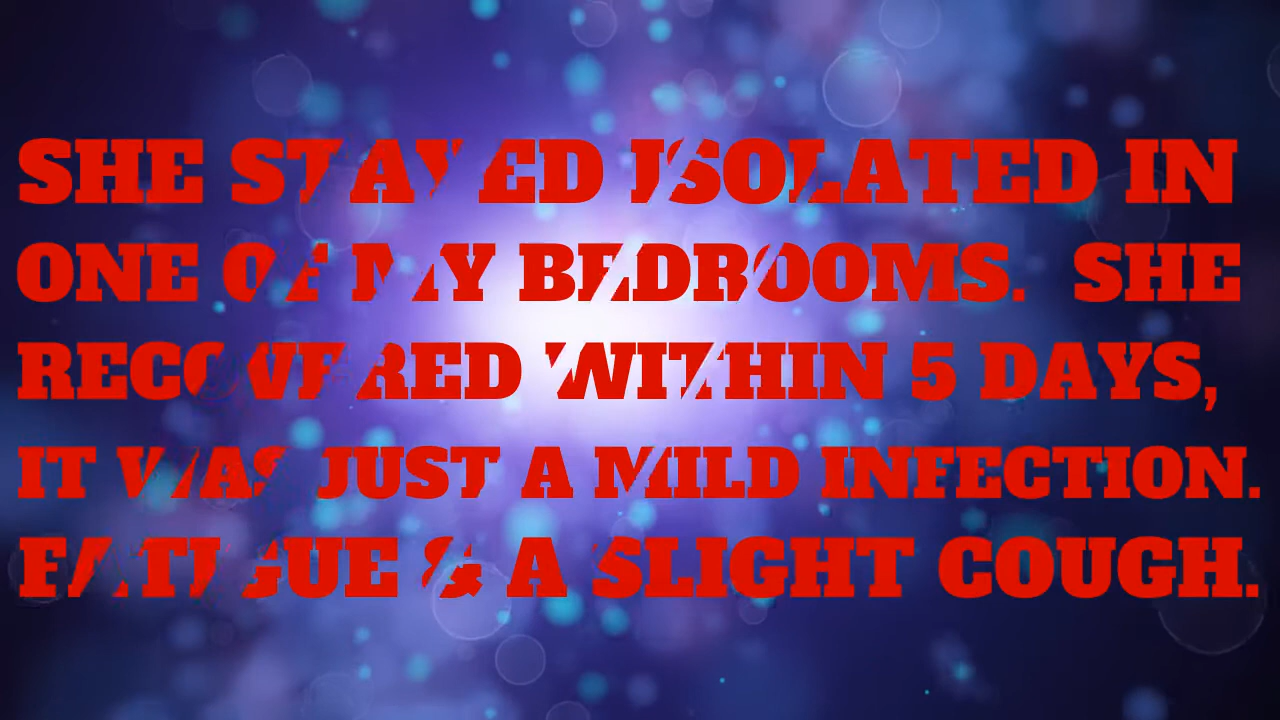 SHE STAYED ISOLATED IN
ONE OF MY BEDROOMS.  SHE
RECOVERED WITHIN 5 DAYS,
IT WAS JUST A MILD INFECTION.
FATIGUE & A SLIGHT COUGH.